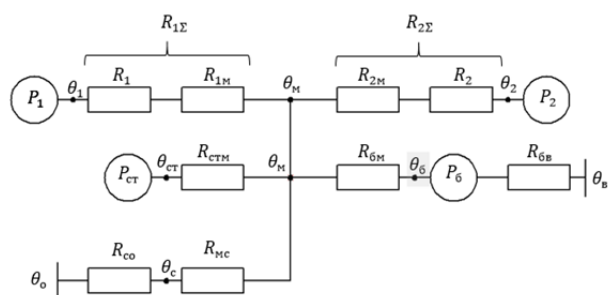 R₁Σ R₂Σ
P₁ θ₁ R₁ R₁м θм R₂м R₂ θ₂ P₂
Pст θст Rстм θм Rбм θб Pб Rбв θв
θо Rсо θс Rмс